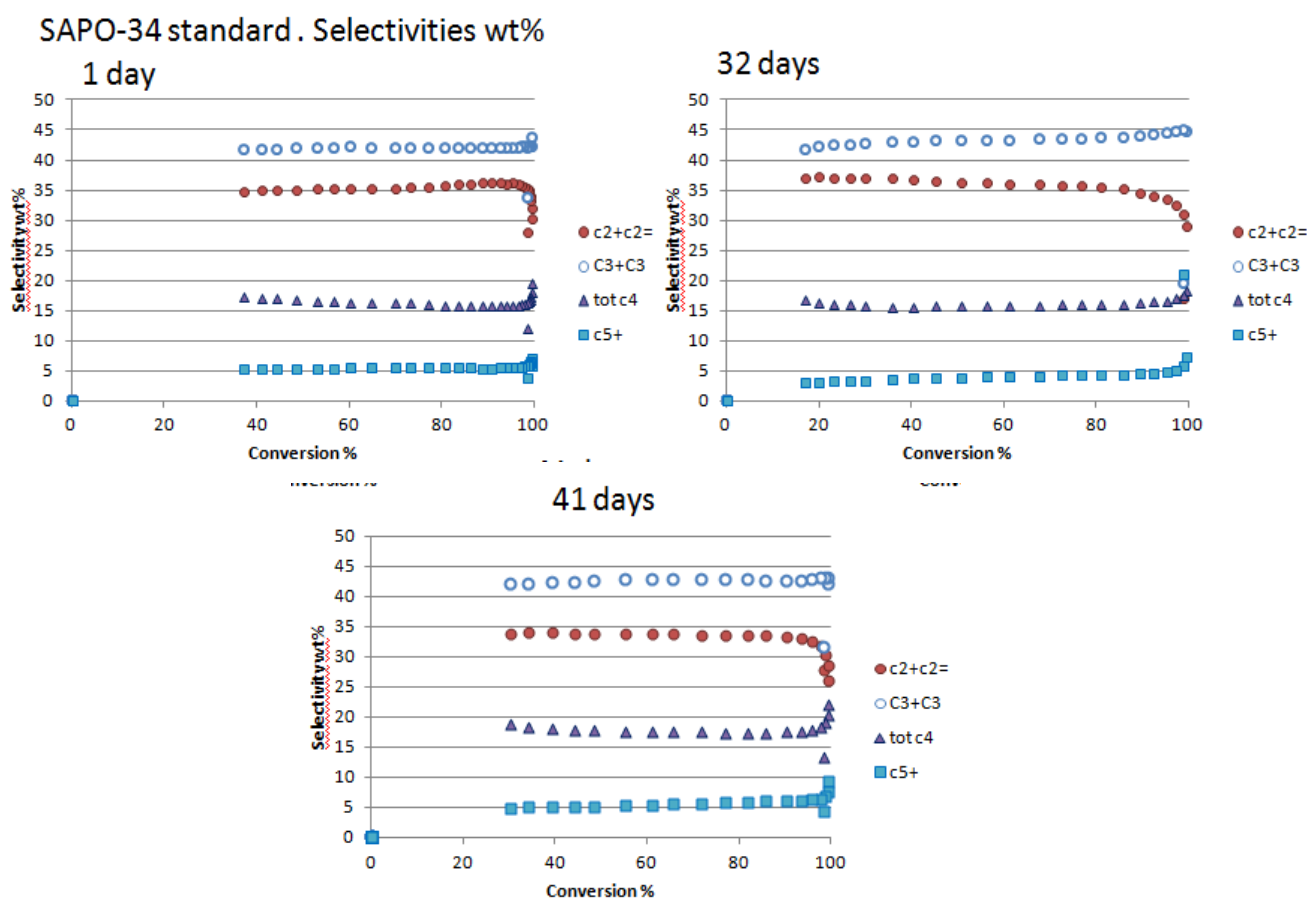 SAPO-34 standard . Selectivities wt%
1 day
50
45
40
35
30
25
20
15
10
5
0
0 20 40 60 80 100
Selectivity wt%
Conversion %
c2+c2=
C3+C3
tot c4
c5+
32 days
50
45
40
35
30
25
20
15
10
5
0
0 20 40 60 80 100
Selectivity wt%
Conversion %
c2+c2=
C3+C3
tot c4
c5+
41 days
50
45
40
35
30
25
20
15
10
5
0
0 20 40 60 80 100
Selectivity wt%
Conversion %
c2+c2=
C3+C3
tot c4
c5+